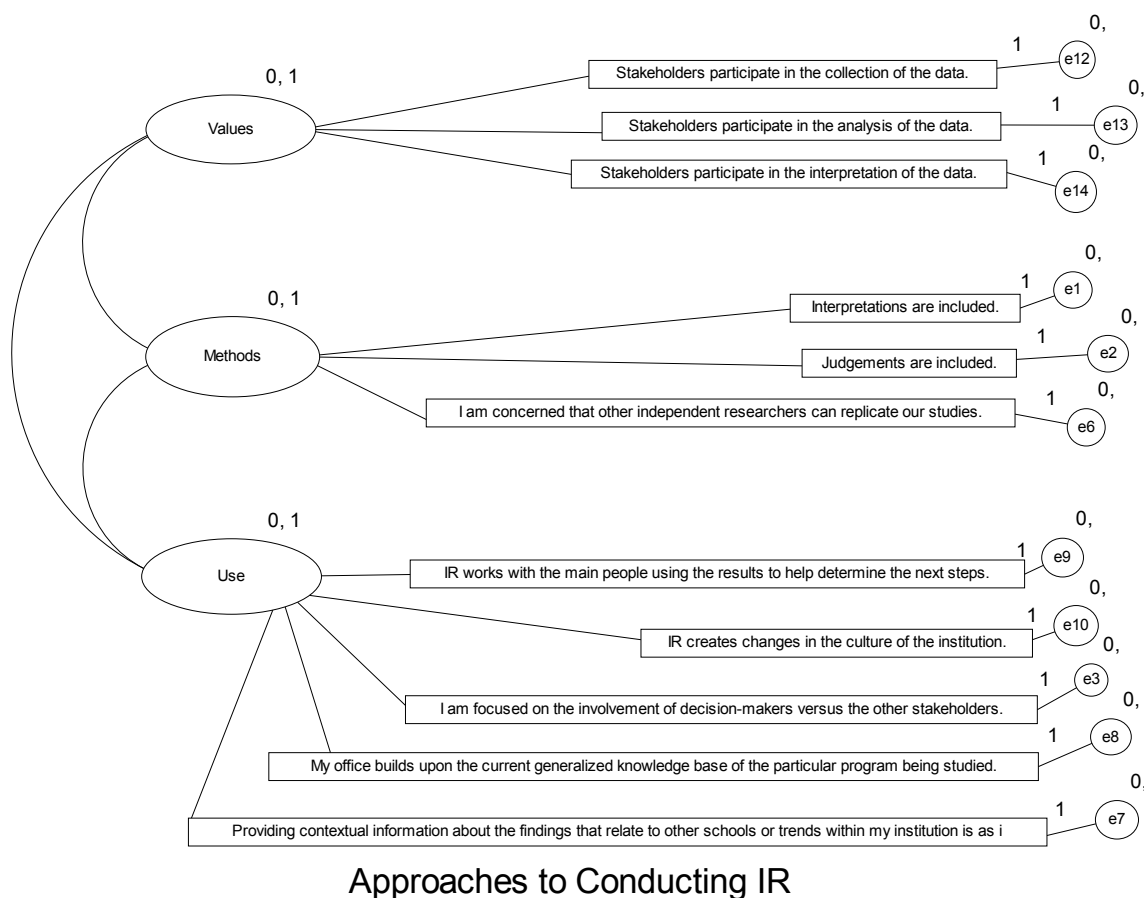 0,
1
e12
0, 1
Stakeholders participate in the collection of the data.
0,
1
Values
Stakeholders participate in the analysis of the data.
e13
1
0,
Stakeholders participate in the interpretation of the data.
e14
0,
1
e1
0, 1
Interpretations are included.
0,
1
Methods
Judgements are included.
e2
1
0,
I am concerned that other independent researchers can replicate our studies.
e6
0, 1
0,
1
e9
Use
IR works with the main people using the results to help determine the next steps.
0,
1
e10
IR creates changes in the culture of the institution.
0,
1
e3
I am focused on the involvement of decision-makers versus the other stakeholders.
0,
1
e8
My office builds upon the current generalized knowledge base of the particular program being studied.
0,
1
e7
Providing contextual information about the findings that relate to other schools or trends within my institution is as i
Approaches to Conducting IR